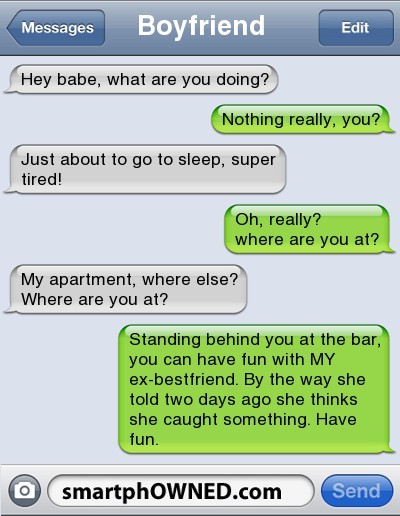 Messages
Boyfriend
Edit
Hey babe, what are you doing?
Nothing really, you?
Just about to go to sleep, super
tired!
Oh, really?
where are you at?
My apartment, where else?
Where are you at?
Standing behind you at the bar,
you can have fun with MY
ex-bestfriend. By the way she
told two days ago she thinks
she caught something. Have
fun.
smartphOWNED.com
Send